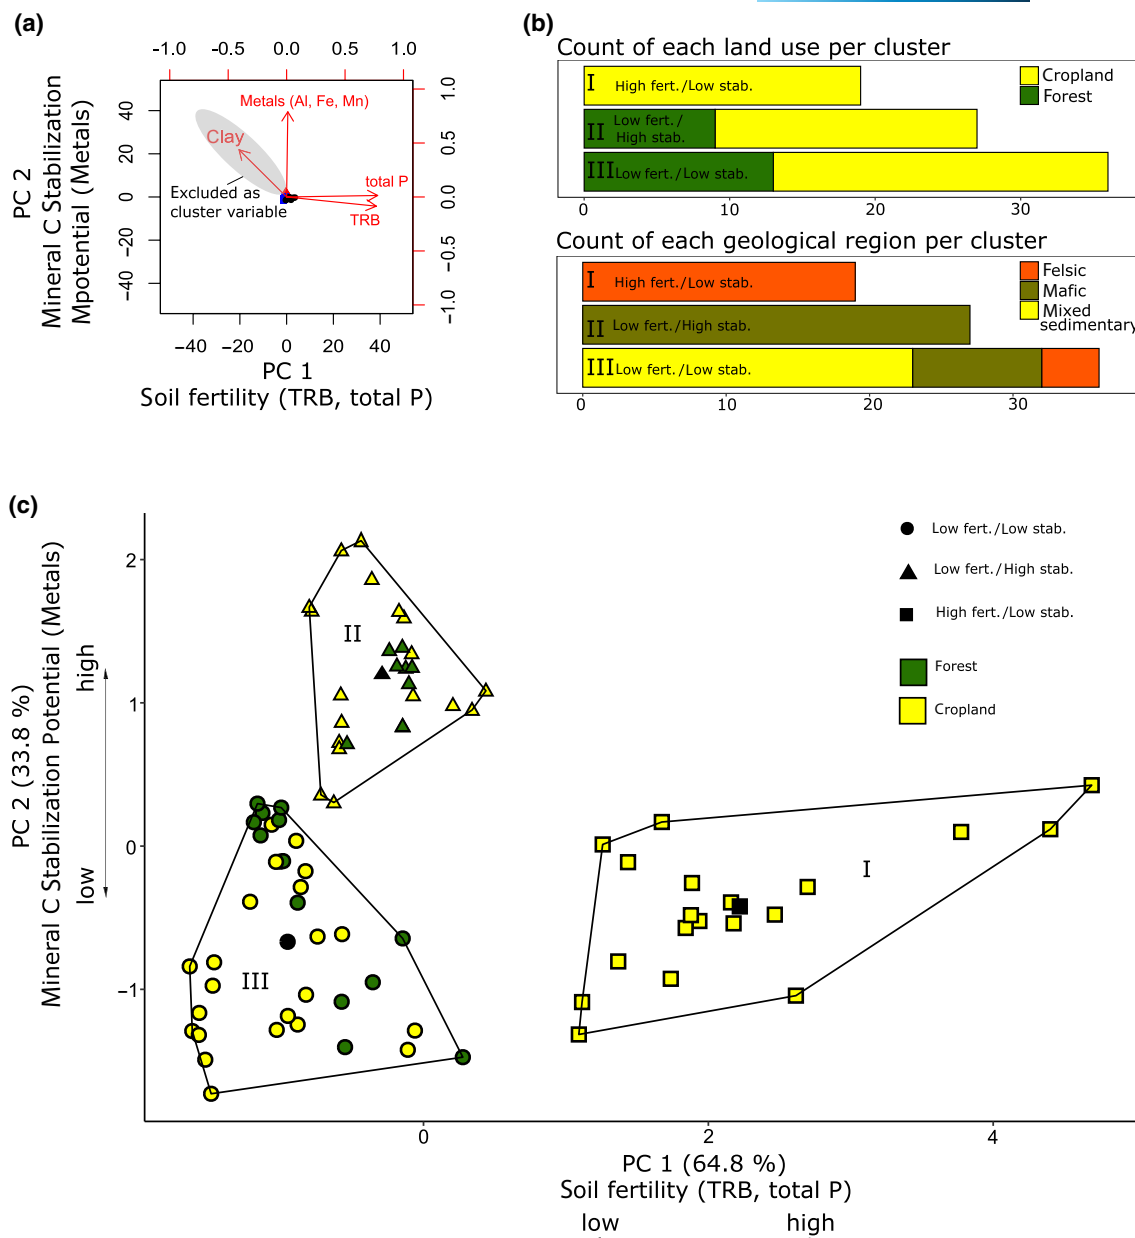 (a)
-1.0 -0.5 0.0 0.5 1.0
PC 2
Mineral C Stabilization
Mpotential (Metals)
40
20
0
−20
−40
Metals (Al, Fe, Mn)
Clay
Excluded as
cluster variable
total P
TRB
1.0
0.5
0.0
−0.5
−1.0
−40 −20 0 20 40
PC 1
Soil fertility (TRB, total P)
(b)
Count of each land use per cluster
I High fert./Low stab.
II Low fert./
High stab.
III Low fert./Low stab.
Cropland
Forest
0 10 20 30
Count of each geological region per cluster
I High fert./Low stab.
II Low fert./High stab.
III Low fert./Low stab.
Felsic
Mafic
Mixed
sedimentary
0 10 20 30
(c)
PC 2 (33.8 %)
Mineral C Stabilization Potential (Metals)
low high
2
1
0
−1
II
III
I
Low fert./Low stab.
Low fert./High stab.
High fert./Low stab.
Forest
Cropland
0 2 4
PC 1 (64.8 %)
Soil fertility (TRB, total P)
low high